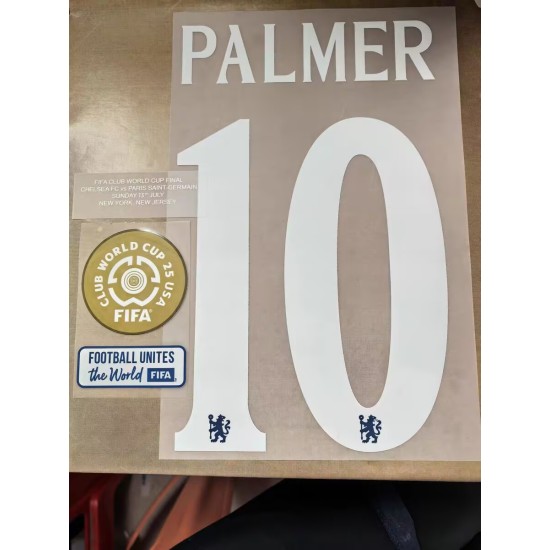 PALMER
10
FIFA CLUB WORLD CUP FINAL
CHELSEA FC vs PARIS SAINT-GERMAIN
SUNDAY 13th JULY
NEW YORK, NEW JERSEY
CLUB WORLD CUP 25 USA
FIFA®
FOOTBALL UNITES
the World FIFA